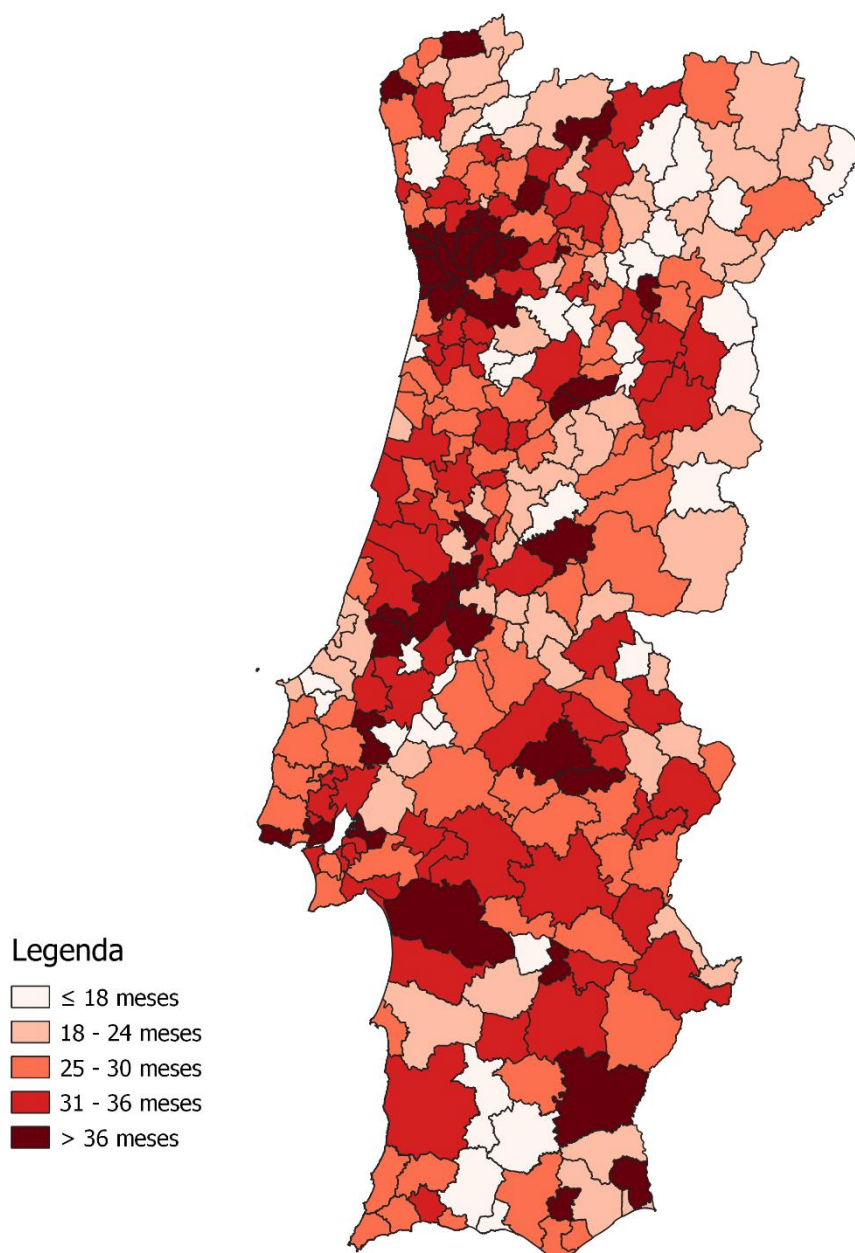 Legenda
≤ 18 meses
18 - 24 meses
25 - 30 meses
31 - 36 meses
> 36 meses